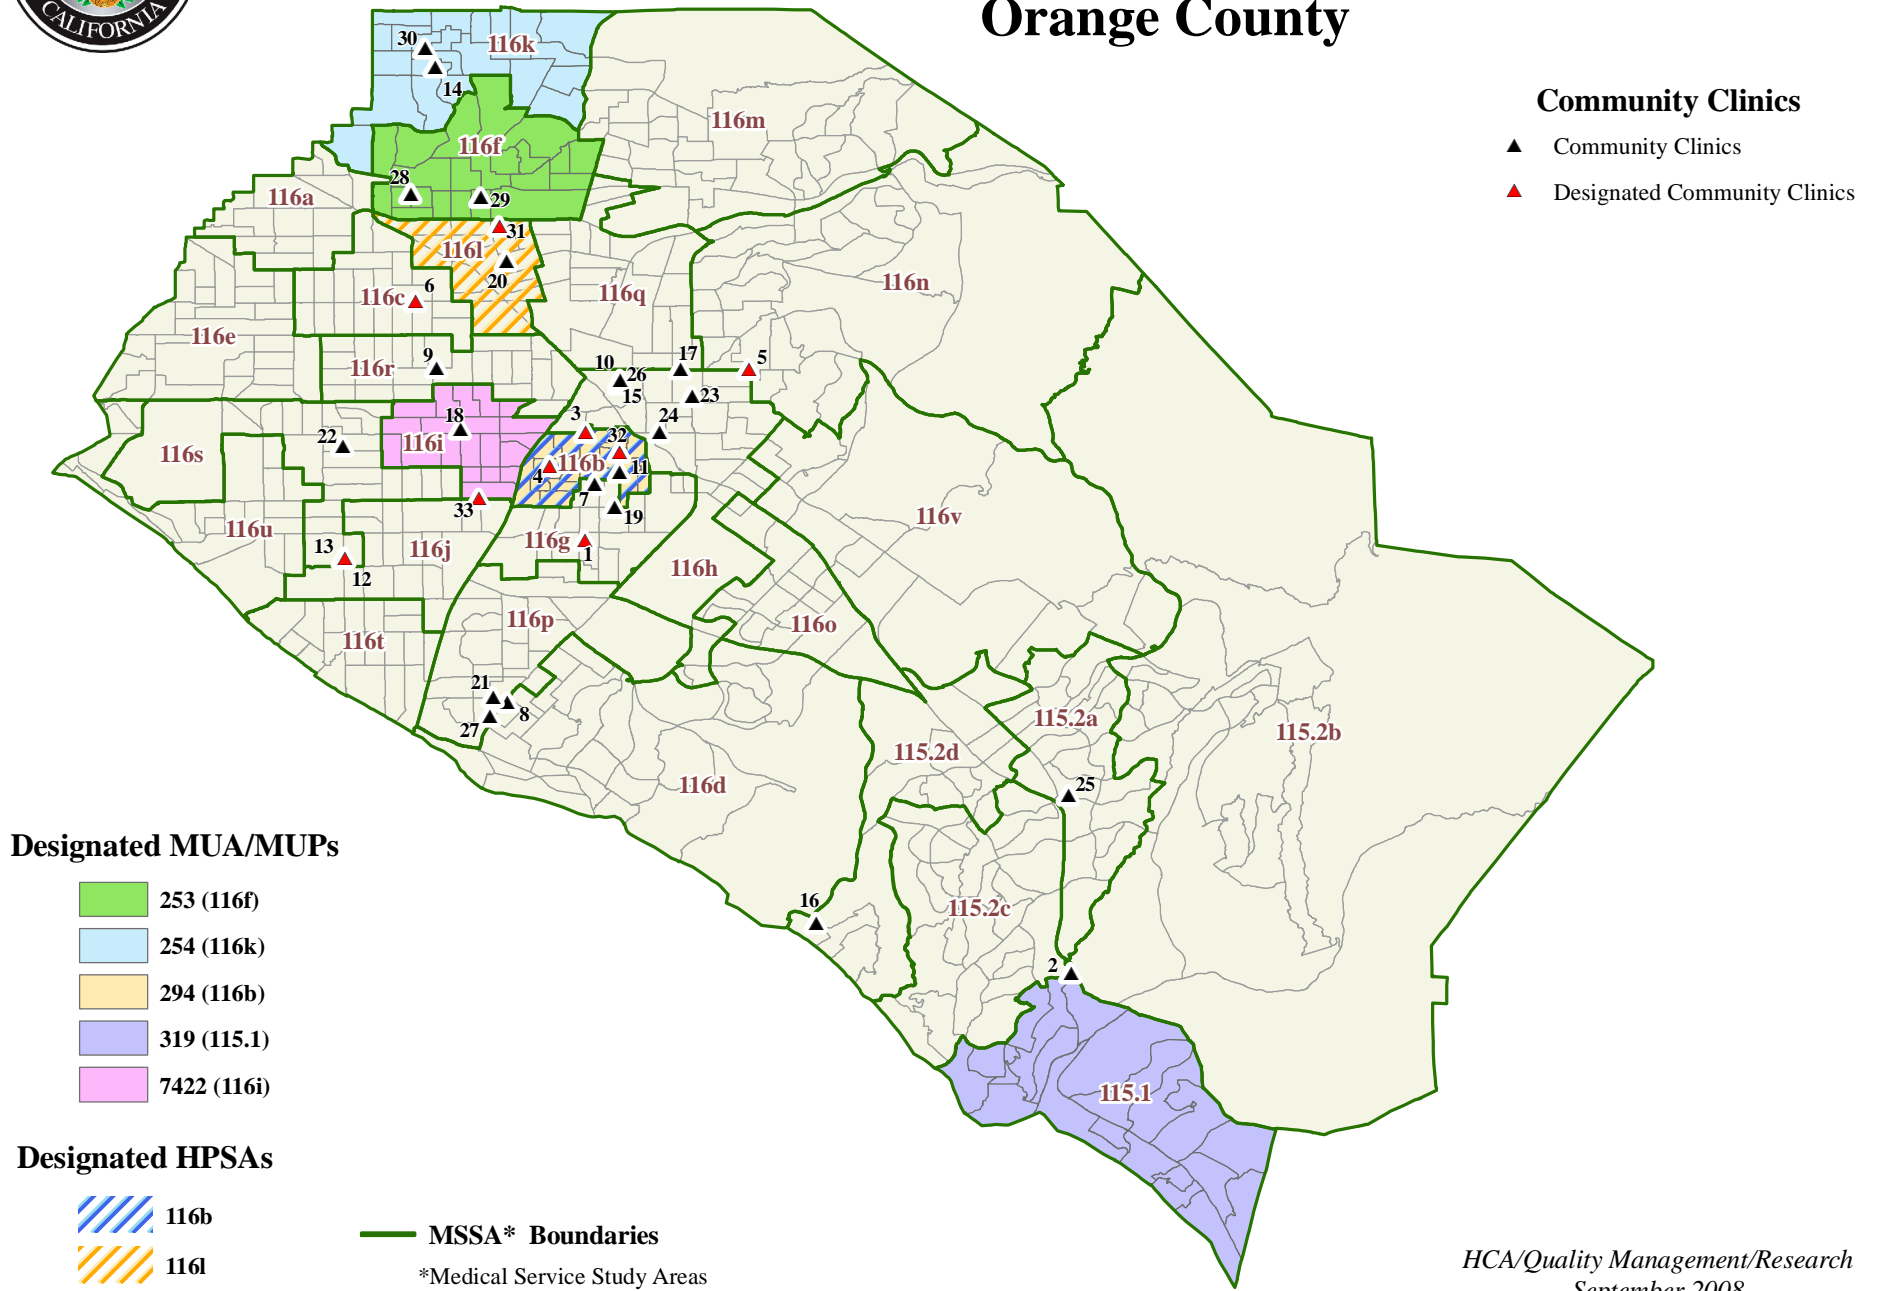 CALIFORNIA
Orange County
Community Clinics
Community Clinics
Designated Community Clinics
30
116k
14
116m
116f
28
29
116a
31
116l
20
116n
6
116c
116q
116e
9
116r
10
26
15
17
5
23
3
24
18
22
116i
116s
32
116b
4
11
7
33
19
116u
116v
13
116j
116g
1
12
116h
116p
116o
116t
21
8
27
115.2a
115.2b
115.2d
116d
25
16
115.2c
2
115.1
Designated MUA/MUPs
253 (116f)
254 (116k)
294 (116b)
319 (115.1)
7422 (116i)
Designated HPSAs
116b
116l
MSSA* Boundaries
*Medical Service Study Areas
HCA/Quality Management/Research
September 2008